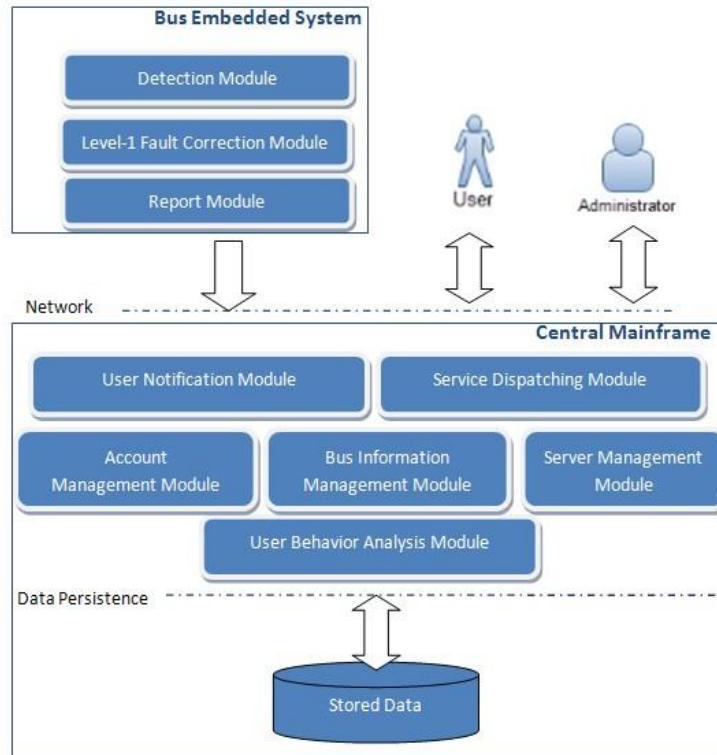 Bus Embedded System
Detection Module
Level-1 Fault Correction Module
Report Module
User
Administrator
Network
Central Mainframe
User Notification Module
Service Dispatching Module
Account
Management Module
Bus Information
Management Module
Server Management
Module
User Behavior Analysis Module
Data Persistence
Stored Data